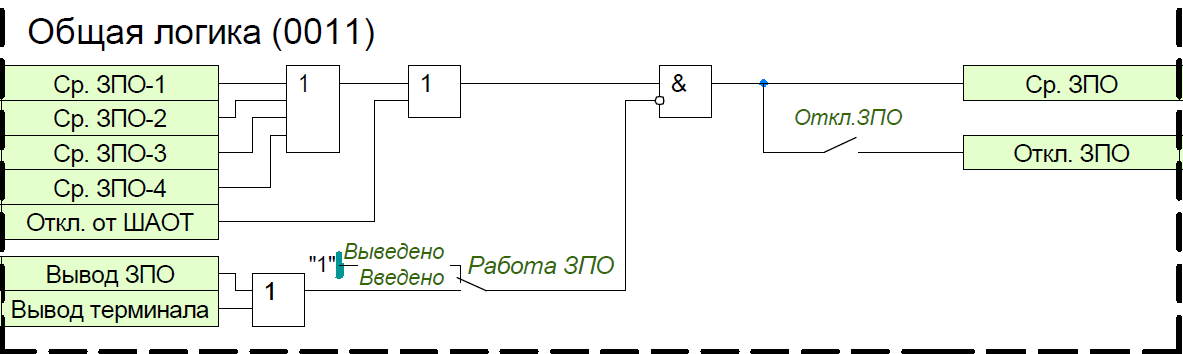 Общая логика (0011)
Ср. ЗПО-1
Ср. ЗПО-2
Ср. ЗПО-3
Ср. ЗПО-4
Откл. от ШАОТ
1
1
&
Ср. ЗПО
Откл.ЗПО
Откл. ЗПО
Вывод ЗПО
Вывод терминала
1
"1"
Выведено
Введено
Работа ЗПО